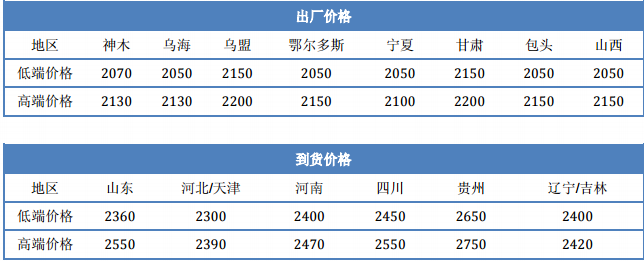 出厂价格
地区 神木 乌海 乌盟 鄂尔多斯 宁夏 甘肃 包头 山西
低端价格 2070 2050 2150 2050 2050 2150 2050 2050
高端价格 2130 2130 2200 2150 2100 2200 2150 2150
到货价格
地区 山东 河北/天津 河南 四川 贵州 辽宁/吉林
低端价格 2360 2300 2400 2450 2650 2400
高端价格 2550 2390 2470 2550 2750 2420